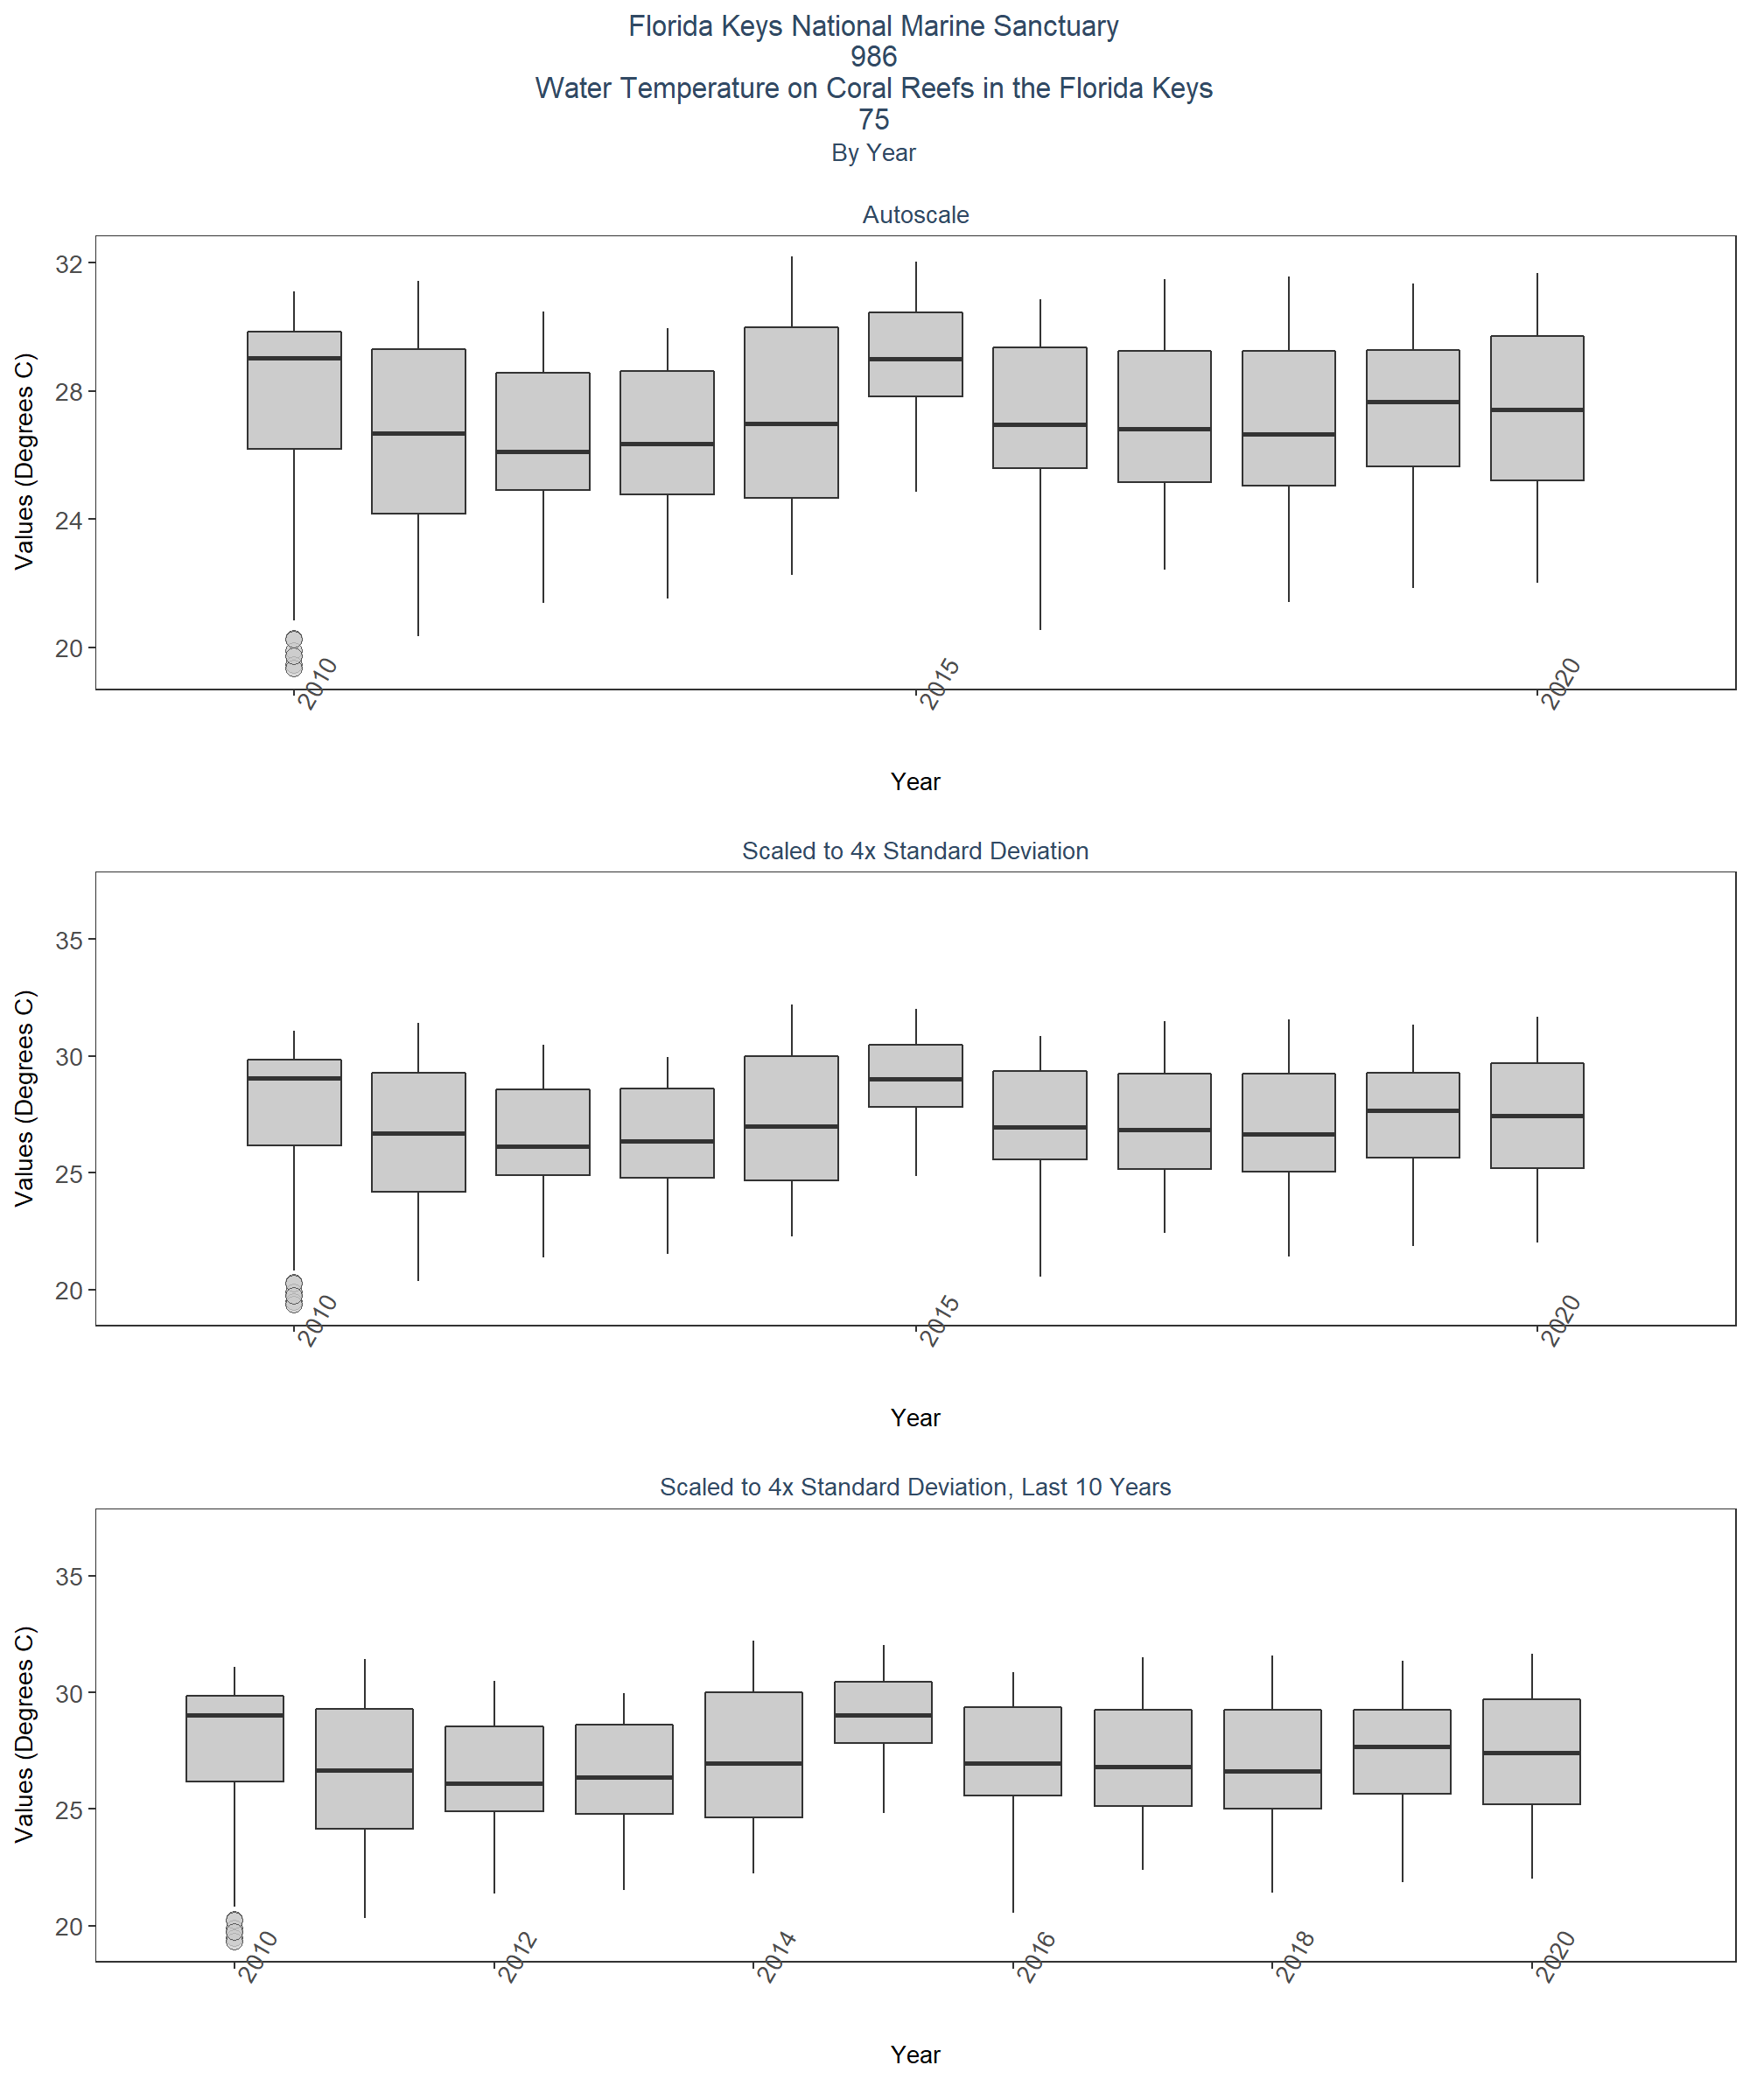 Florida Keys National Marine Sanctuary
986
Water Temperature on Coral Reefs in the Florida Keys
75
By Year
Autoscale
Values (Degrees C)
32
28
24
20
2010
2015
2020
Year
Scaled to 4x Standard Deviation
Values (Degrees C)
35
30
25
20
2010
2015
2020
Year
Scaled to 4x Standard Deviation, Last 10 Years
Values (Degrees C)
35
30
25
20
2010
2012
2014
2016
2018
2020
Year